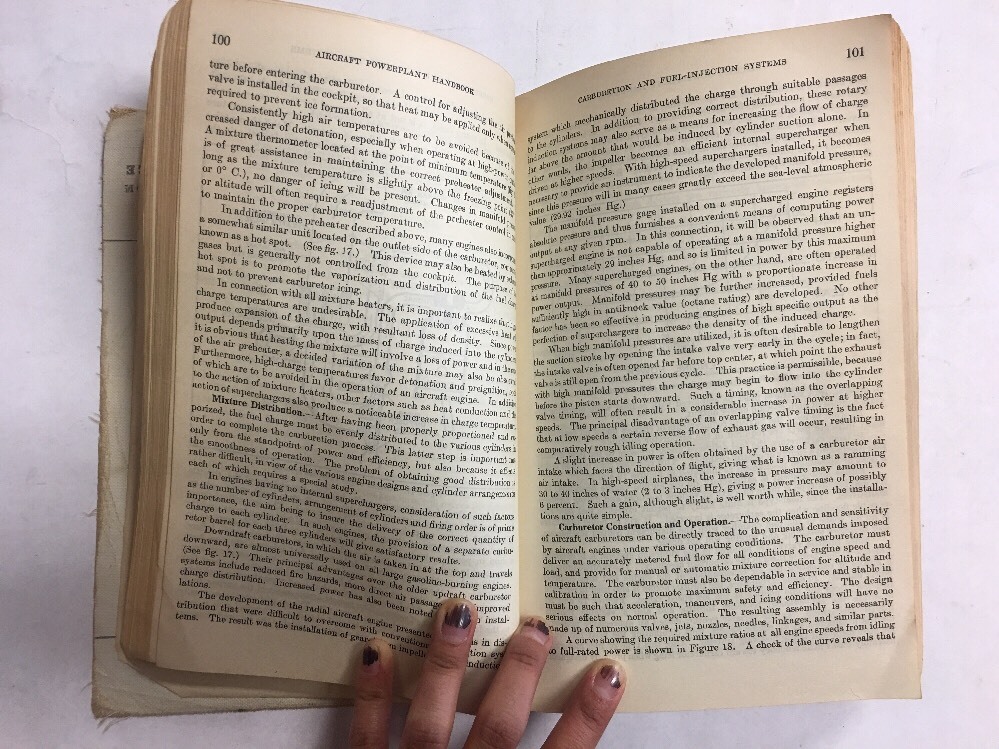 100
AIRCRAFT POWERPLANT HANDBOOK
ture before entering the carburetor. A control for adjusting the air
valve is installed in the cockpit, so that heat may be applied only
required to prevent ice formation.
Consistently high air temperatures are to be avoided because of
creased danger of detonation, especially when operating at high
A mixture thermometer located at the point of minimum temperature
is of great assistance in maintaining the correct preheater adjustment.
long as the mixture temperature is slightly above the freezing point
or 0° C.), no danger of icing will be present. Changes in manifold
or altitude will often require a readjustment of the preheater control
to maintain the proper carburetor temperature.
In addition to the preheater described above, many engines also
a somewhat similar unit located on the outlet side of the carburetor,
known as a hot spot. (See fig. 17.) This device may also be heated by
gases but is generally not controlled from the cockpit. The purpose of
hot spot is to promote the vaporization and distribution of the fuel
and not to prevent carburetor icing.
In connection with all mixture heaters, it is important to realize that
charge temperatures are undesirable. The application of excessive heat
produce expansion of the charge, with resultant loss of density. Since
output depends primarily upon the mass of charge induced into the
it is obvious that heating the mixture will involve a loss of power and in
of the air preheater, a decided variation of the mixture may also be
Furthermore, high-charge temperatures favor detonation and preignition,
of which are to be avoided in the operation of an aircraft engine. In addition
to the action of mixture heaters, other factors such as heat conduction and
action of superchargers also produce a noticeable increase in charge temperature.
Mixture Distribution.—After having been properly proportioned and
porized, the fuel charge must be evenly distributed to the various cylinders
order to complete the carburetion process. This latter step is important
only from the standpoint of power and efficiency, but also because it
the smoothness of operation. The problem of obtaining good distribution is
rather difficult, in view of the various engine designs and cylinder arrangements
each of which requires a special study.
In engines having no internal superchargers, consideration of such factors
as the number of cylinders, arrangement of cylinders and firing order is of prime
importance, the aim being to insure the delivery of the correct quantity of
charge to each cylinder. In such engines, the provision of a separate carbu-
retor barrel for each three cylinders will give satisfactory results.
Downdraft carburetors, in which the air is taken in at the top and travels
downward, are almost universally used on all large gasoline-burning engines.
(See fig. 17.) Their principal advantages over the older updraft carburetor
systems include reduced fire hazards, more direct air passages improved
charge distribution. Increased power has also been noted instal-
lations.
The development of the radial aircraft engine presented in dis-
tribution that were difficult to overcome with conventional
tems. The result was the installation of gear impeller
101
CARBURETION AND FUEL-INJECTION SYSTEMS
system, which mechanically distributed the charge through suitable passages
to the cylinders. In addition to providing correct distribution, these rotary
induction systems may also serve as a means for increasing the flow of charge
far above the amount that would be induced by cylinder suction alone. In
other words, the impeller becomes an efficient internal supercharger when
driven at higher speeds. With high-speed superchargers installed, it becomes
necessary to provide an instrument to indicate the developed manifold pressure,
since this pressure will in many cases greatly exceed the sea-level atmospheric
value (29.92 inches Hg.)
The manifold pressure gage installed on a supercharged engine registers
absolute pressure and thus furnishes a convenient means of computing power
output at any given rpm. In this connection, it will be observed that an un-
supercharged engine is not capable of operating at a manifold pressure higher
than approximately 29 inches Hg, and so is limited in power by this maximum
pressure. Many supercharged engines, on the other hand, are often operated
at manifold pressures of 40 to 50 inches Hg with a proportionate increase in
power output. Manifold pressures may be further increased, provided fuels
sufficiently high in antiknock value (octane rating) are developed. No other
factor has been so effective in producing engines of high specific output as the
perfection of superchargers to increase the density of the induced charge.
When high manifold pressures are utilized, it is often desirable to lengthen
the suction stroke by opening the intake valve very early in the cycle; in fact,
the intake valve is often opened far before top center, at which point the exhaust
valve is still open from the previous cycle. This practice is permissible, because
with high manifold pressures the charge may begin to flow into the cylinder
before the piston starts downward. Such a timing, known as the overlapping
valve timing, will often result in a considerable increase in power at higher
speeds. The principal disadvantage of an overlapping valve timing is the fact
that at low speeds a certain reverse flow of exhaust gas will occur, resulting in
comparatively rough idling operation.
A slight increase in power is often obtained by the use of a carburetor air
intake which faces the direction of flight, giving what is known as a ramming
In high-speed airplanes, the increase in pressure may amount to
30 to 40 inches of water (2 to 3 inches Hg), giving a power increase of possibly
6 percent. Such a gain, although slight, is well worth while, since the installa-
tions are quite simple.
Carburetor Construction and Operation.—The complication and sensitivity
of aircraft carburetors can be directly traced to the unusual demands imposed
by aircraft engines under various operating conditions. The carburetor must
deliver an accurately metered fuel flow for all conditions of engine speed and
load, and provide for manual or automatic mixture correction for altitude and
temperature. The carburetor must also be dependable in service and stable in
calibration in order to promote maximum safety and efficiency. The design
must be such that acceleration, maneuvers, and icing conditions will have no
serious effects on normal operation. The resulting assembly is necessarily
made up of numerous valves, jets, nozzles, needles, linkages, and similar parts.
A curve showing the required mixture ratios at all engine speeds from idling
to full-rated power is shown in Figure 18. A check of the curve reveals that